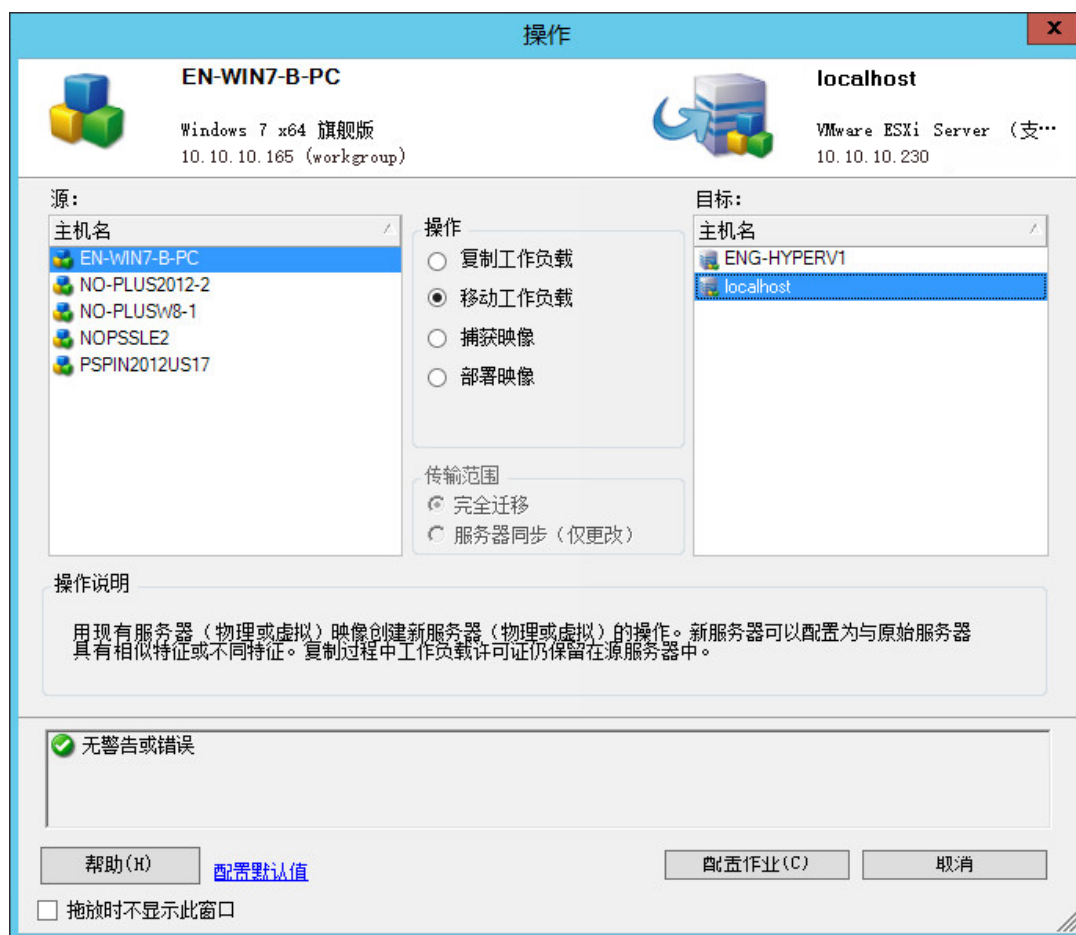 操作
x
EN-WIN7-B-PC
Windows 7 x64 旗舰版
10.10.10.165 (workgroup)
localhost
VMware ESXi Server （支…
10.10.10.230
源：
主机名
EN-WIN7-B-PC
NO-PLUS2012-2
NO-PLUSW8-1
NOPSSLE2
PSPIN2012US17
操作
复制工作负载
移动工作负载
捕获映像
部署映像
传输范围
完全迁移
服务器同步（仅更改）
目标：
主机名
ENG-HYPERV1
localhost
操作说明
用现有服务器（物理或虚拟）映像创建新服务器（物理或虚拟）的操作。新服务器可以配置为与原始服务器
具有相似特征或不同特征。复制过程中工作负载许可证仍保留在源服务器中。
无警告或错误
帮助(H)
配置默认值
配置作业(C)
取消
拖放时不显示此窗口